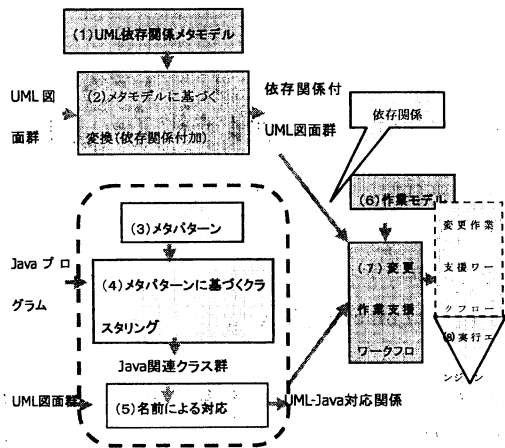 (1)UML依存関係メタモデル
UML図
面群
(2)メタモデルに基づく
変換(依存関係付加)
依存関係付
UML図面群
依存関係
(3)メタパターン
Javaプロ
グラム
(4)メタパターンに基づくクラ
スタリング
Java関連クラス群
UML図面群
(5)名前による対応
UML-Java対応関係
(6)作業モデル
(7)変更
作業支援
ワークフロ
変更作業
支援ワー
クフロー
(8)実行エ
ンジン